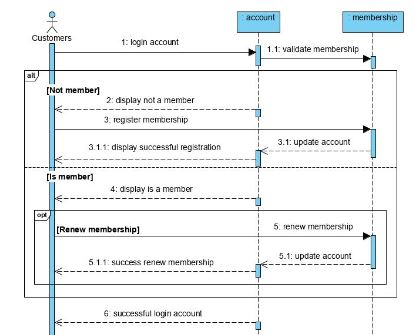 : account
: membership
Customers
1: login account
1.1: validate membership
alt
[Not member]
2: display not a member
3: register membership
3.1: update account
3.1.1: display successful registration
[Is member]
4: display is a member
opt
[Renew membership]
5. renew membership
5.1: update account
5.1.1: success renew membership
6: successful login account